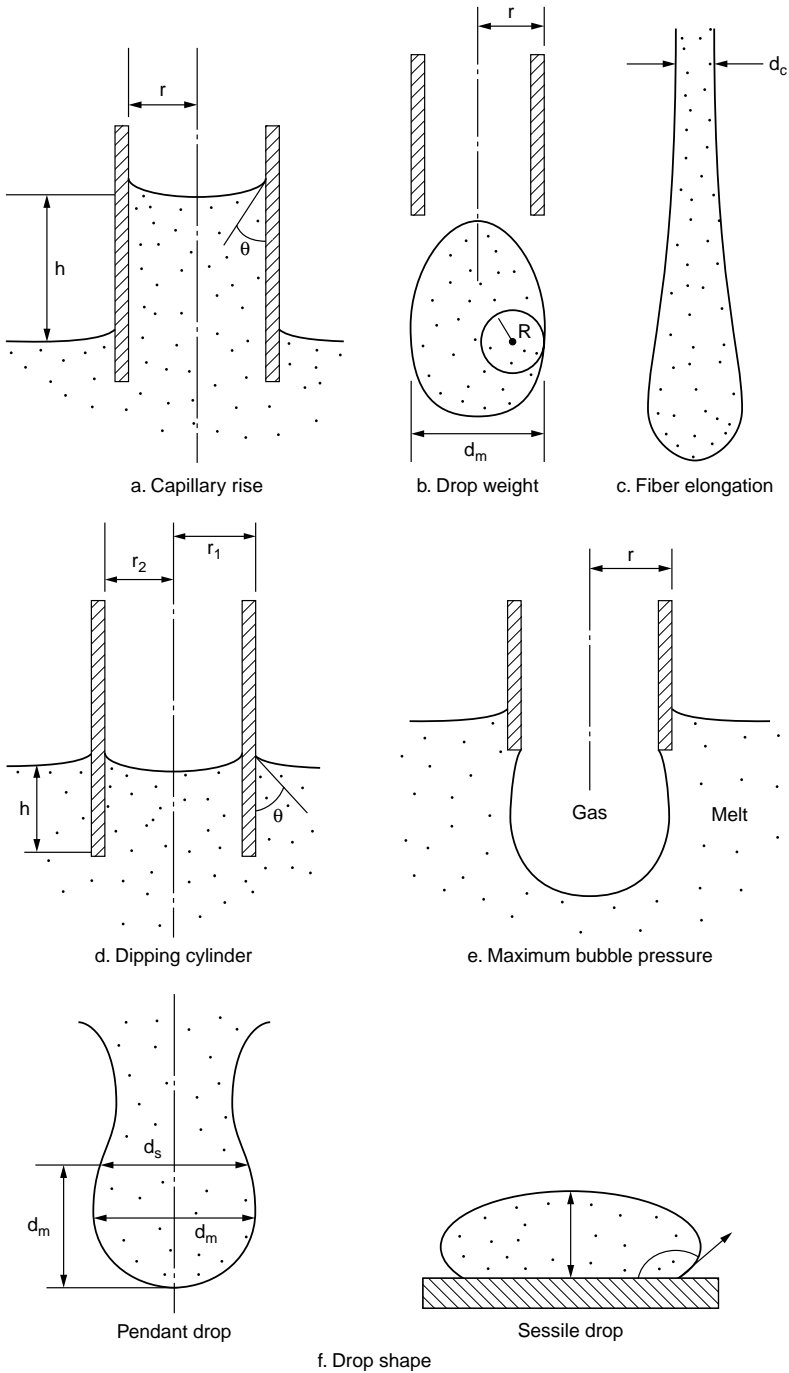 r
h
θ
a. Capillary rise
r
R
d_m
b. Drop weight
d_c
c. Fiber elongation
r_2
r_1
h
θ
d. Dipping cylinder
r
Gas
Melt
e. Maximum bubble pressure
d_s
d_m
d_m
Pendant drop
Sessile drop
f. Drop shape